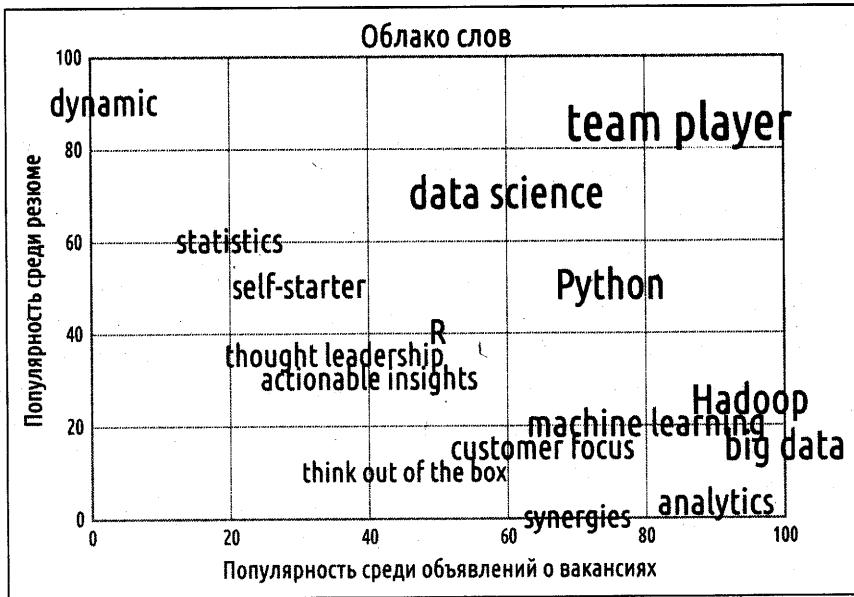 Облако слов
100
dynamic
team player
80
data science
60
statistics
self-starter
Python
40
R
thought leadership
actionable insights
Hadoop
20
machine learning
big data
customer focus
think out of the box
analytics
synergies
0
0 20 40 60 80 100
Популярность среди объявлений о вакансиях
Популярность среди резюме